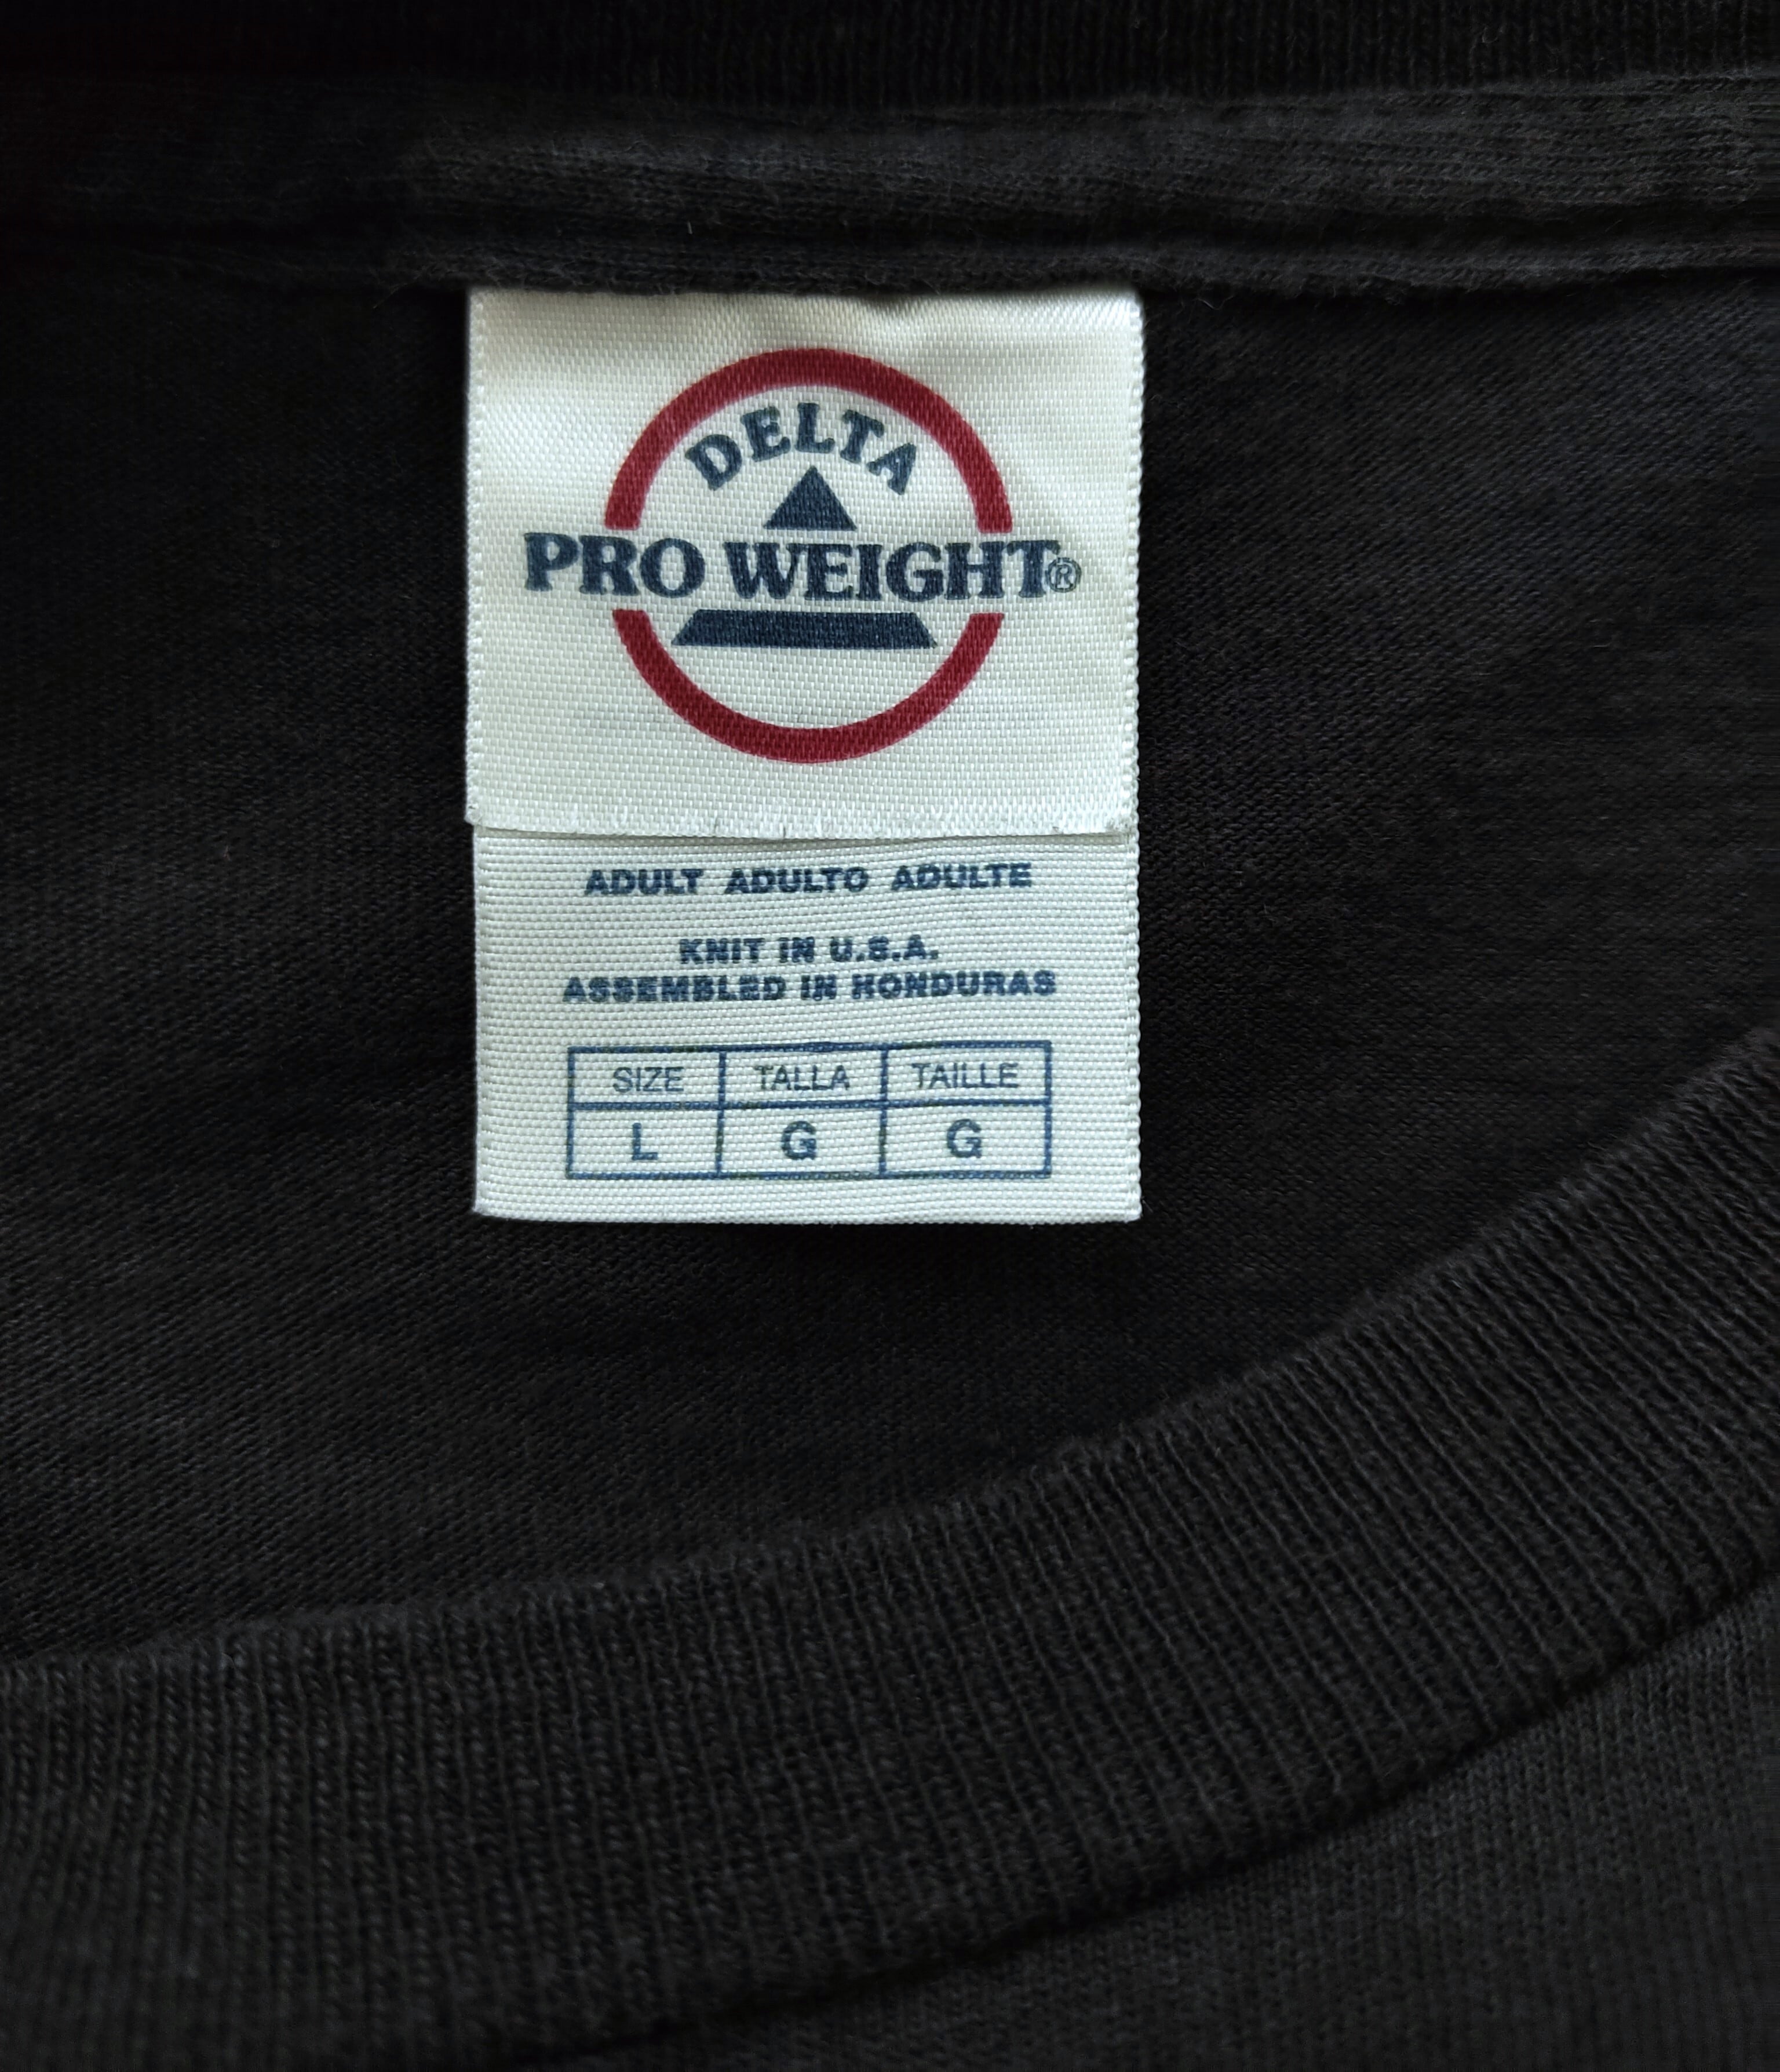 DELTA
PRO WEIGHT®
ADULT ADULTO ADULTE
KNIT IN U.S.A.
ASSEMBLED IN HONDURAS
SIZE TALLA TAILLE
L G G